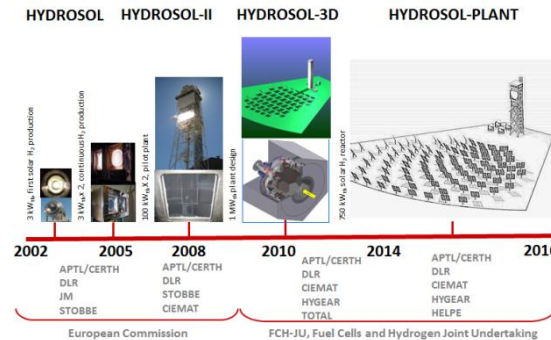 HYDROSOL
HYDROSOL-II
HYDROSOL-3D
HYDROSOL-PLANT
3 kWth first solar H2 production
3 kWth X 2, continuous H2 production
100 kWth X 2, pilot plant
1 MWth plant design
750 kWth solar H2 reactor
2002
2005
2008
2010
2014
2016
APTL/CERTH
DLR
JM
STOBBE
APTL/CERTH
DLR
STOBBE
CIEMAT
APTL/CERTH
DLR
CIEMAT
HYGEAR
TOTAL
APTL/CERTH
DLR
CIEMAT
HYGEAR
HELPE
European Commission
FCH-JU, Fuel Cells and Hydrogen Joint Undertaking